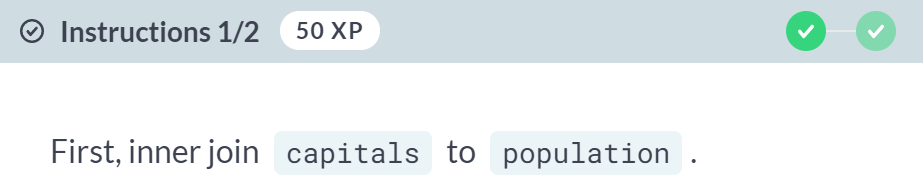 Instructions 1/2 50 XP
First, inner join capitals to population .